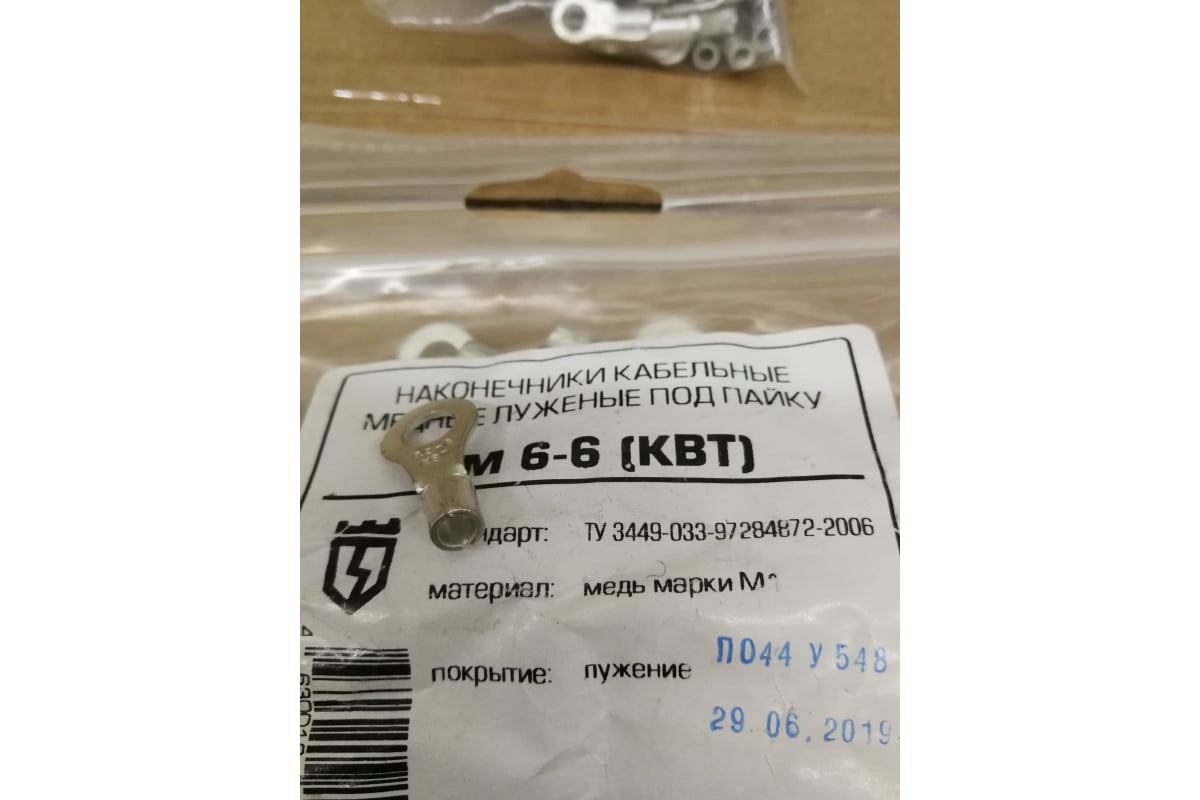 НАКОНЕЧНИКИ КАБЕЛЬНЫЕ
ЛУЖЕНЫЕ ПОД ПАЙКУ
м 6-6 (КВТ)
ндарт: ТУ 3449-033-97284872-2006
материал: медь марки
покрытие: лужение
П044 У 548
29.06.2019